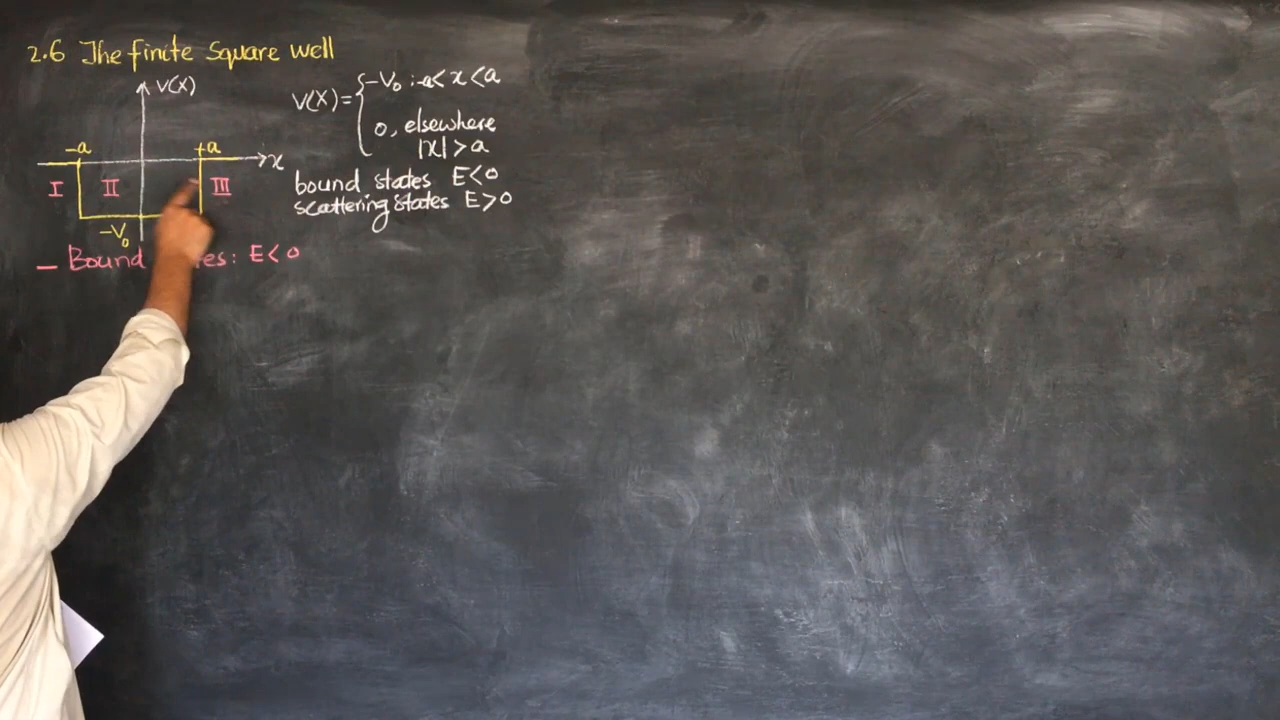 2.6 The finite Square well
V(X)
-a
+a
x
I
II
III
-V₀
V(X)= { -V₀ ; -a< x <a
0, elsewhere
|x| > a
bound states E<0
scattering states E>0
- Bound : E< 0